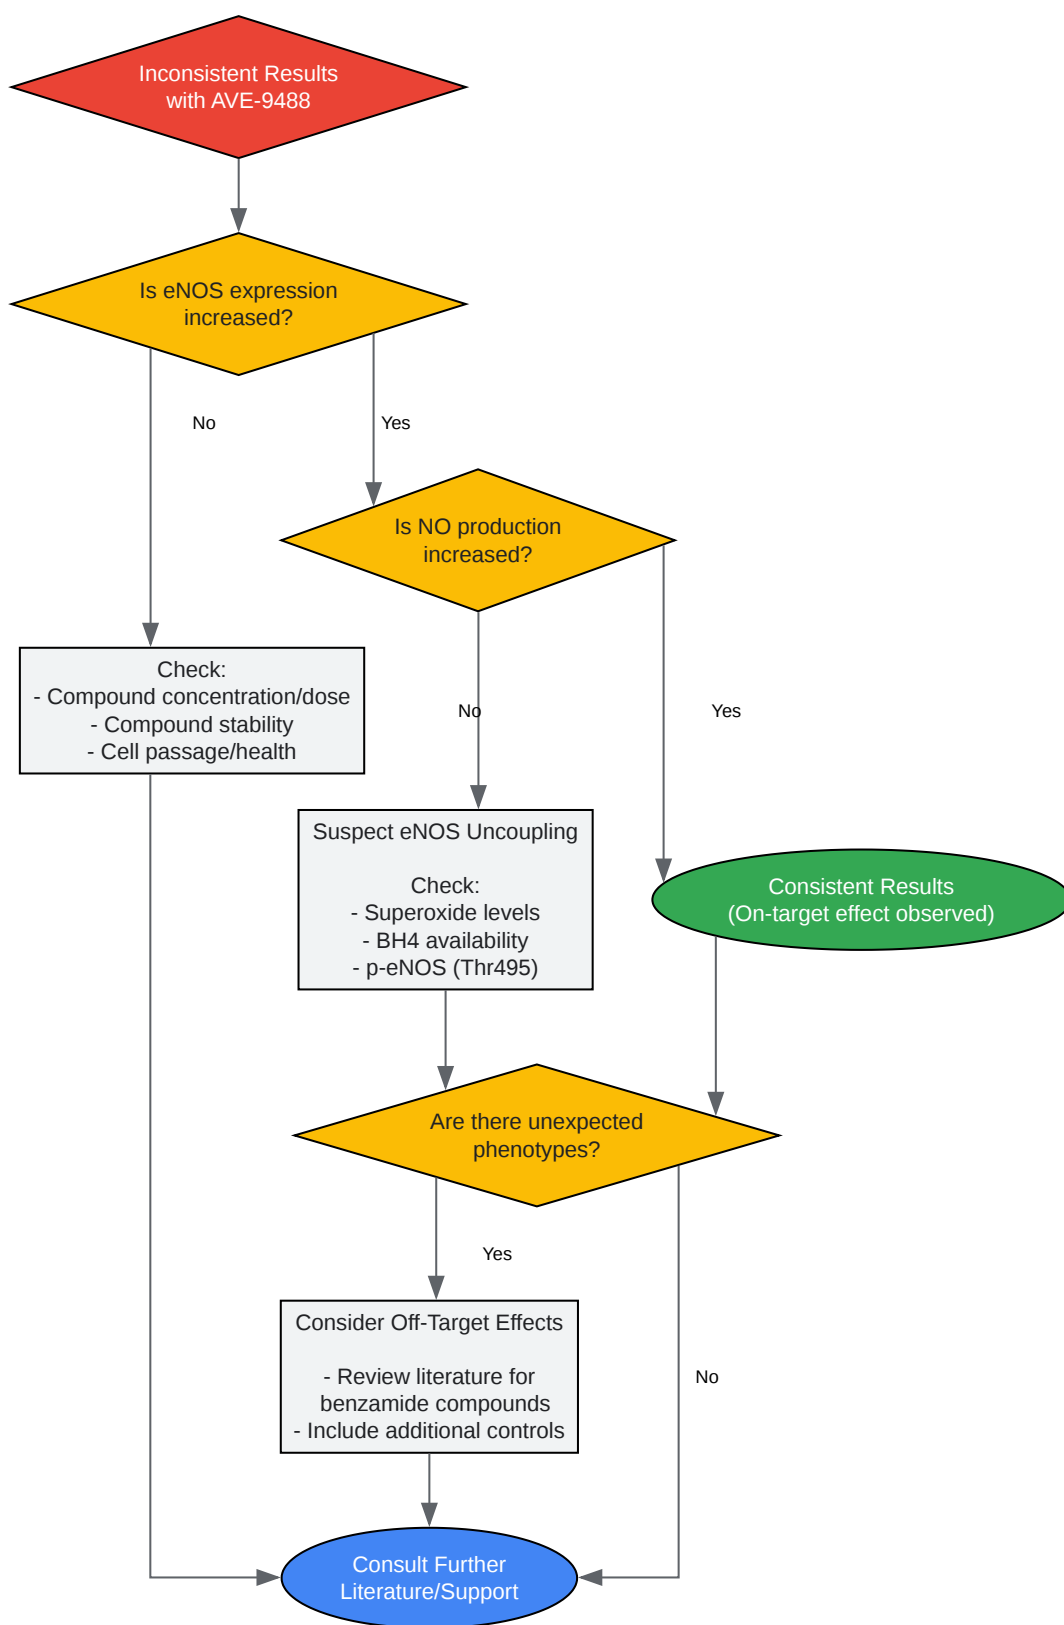 Inconsistent Results
with AVE-9488
Is eNOS expression
increased?
No
Yes
Is NO production
increased?
Check:
- Compound concentration/dose
- Compound stability
- Cell passage/health
No
Yes
Suspect eNOS Uncoupling
Check:
- Superoxide levels
- BH4 availability
- p-eNOS (Thr495)
Consistent Results
(On-target effect observed)
Are there unexpected
phenotypes?
Yes
Consider Off-Target Effects
- Review literature for
benzamide compounds
- Include additional controls
No
Consult Further
Literature/Support